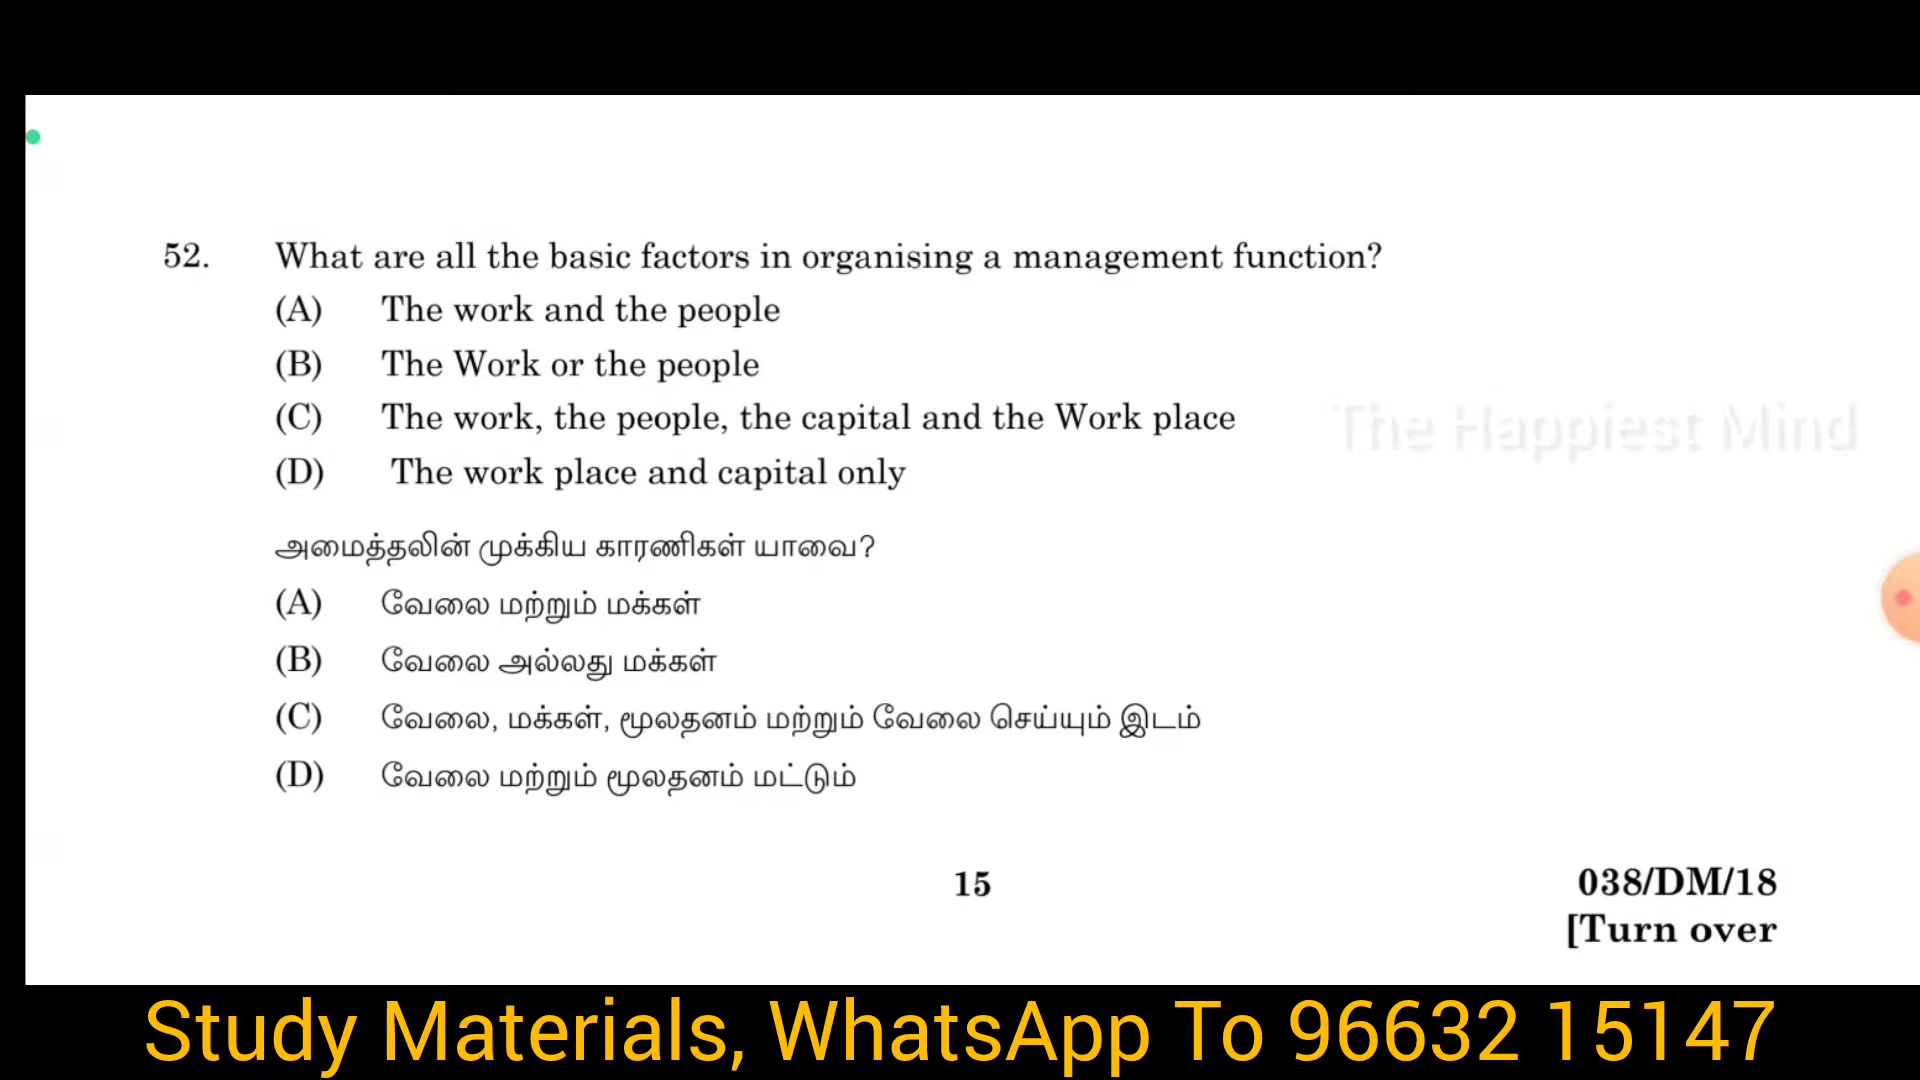 52. What are all the basic factors in organising a management function?
(A) The work and the people
(B) The Work or the people
(C) The work, the people, the capital and the Work place
The Happiest Mind
(D) The work place and capital only
அமைத்தலின் முக்கிய காரணிகள் யாவை?
(A) வேலை மற்றும் மக்கள்
(B) வேலை அல்லது மக்கள்
(C) வேலை, மக்கள், மூலதனம் மற்றும் வேலை செய்யும் இடம்
(D) வேலை மற்றும் மூலதனம் மட்டும்
15
038/DM/18
[Turn over
Study Materials, WhatsApp To 96632 15147